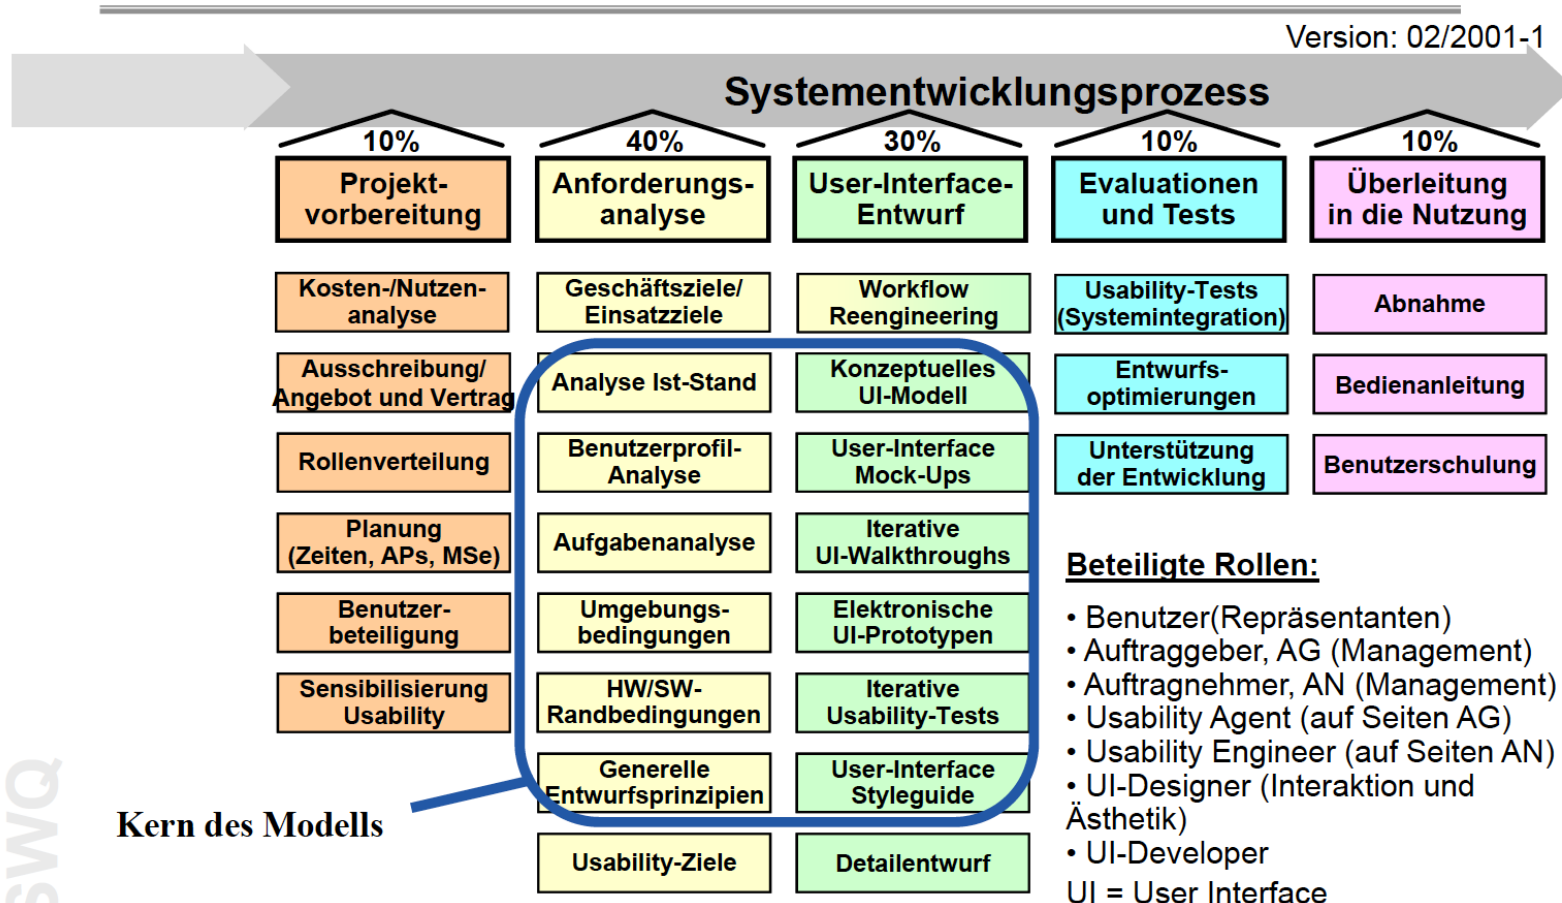 Version: 02/2001-1
Systementwicklungsprozess
10%
40%
30%
10%
10%
Projekt-
vorbereitung
Anforderungs-
analyse
User-Interface-
Entwurf
Evaluationen
und Tests
Überleitung
in die Nutzung
Kosten-/Nutzen-
analyse
Ausschreibung/
Angebot und Vertrag
Rollenverteilung
Planung
(Zeiten, APs, MSe)
Benutzer-
beteiligung
Sensibilisierung
Usability
Geschäftsziele/
Einsatzziele
Analyse Ist-Stand
Benutzerprofil-
Analyse
Aufgabenanalyse
Umgebungs-
bedingungen
HW/SW-
Randbedingungen
Generelle
Entwurfsprinzipien
Usability-Ziele
Workflow
Reengineering
Konzeptuelles
UI-Modell
User-Interface
Mock-Ups
Iterative
UI-Walkthroughs
Elektronische
UI-Prototypen
Iterative
Usability-Tests
User-Interface
Styleguide
Detailentwurf
Usability-Tests
(Systemintegration)
Entwurfs-
optimierungen
Unterstützung
der Entwicklung
Abnahme
Bedienanleitung
Benutzerschulung
Beteiligte Rollen:
• Benutzer(Repräsentanten)
• Auftraggeber, AG (Management)
• Auftragnehmer, AN (Management)
• Usability Agent (auf Seiten AG)
• Usability Engineer (auf Seiten AN)
• UI-Designer (Interaktion und
Ästhetik)
• UI-Developer
UI = User Interface
Kern des Modells
SWQ